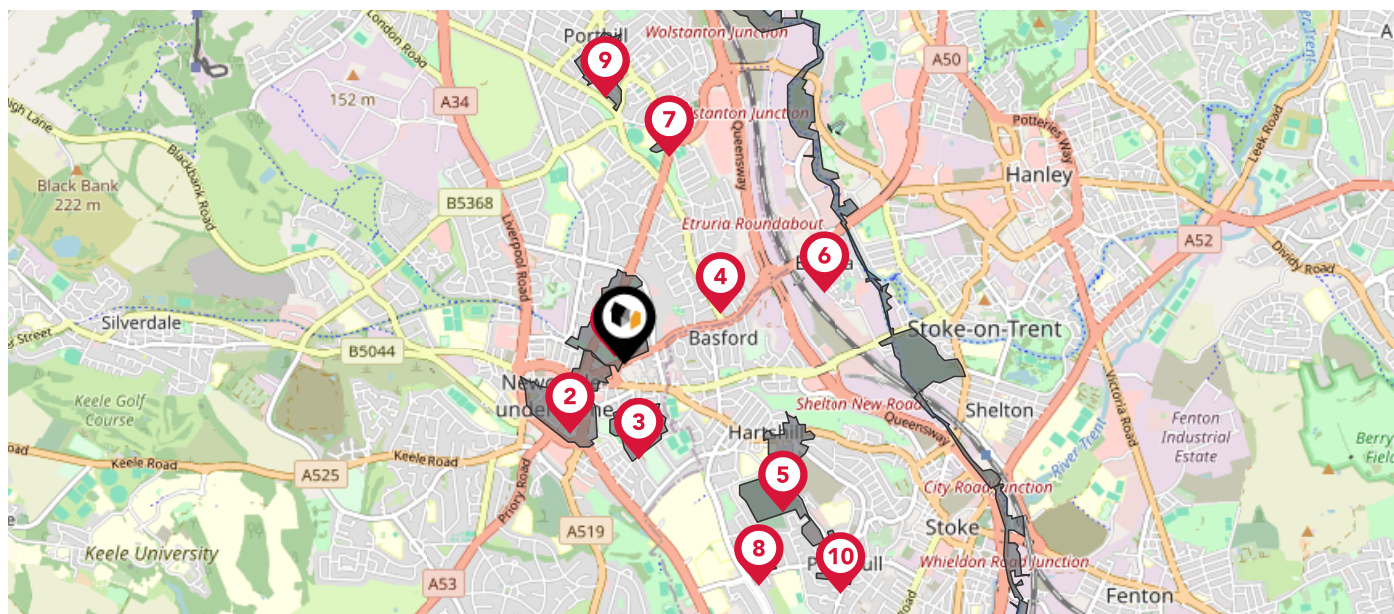 Porthill
Wolstanton Junction
London Road
A50
9
152 m
A34
7
stanton Junction
Queensway
Potteries Way
Leek Road
Blackbank Road
Black Bank
222 m
B5368
Hanley
Liverpool Road
Etruria Roundabout
A52
6
4
Dividy Road
Silverdale
Street
B5044
Basford
Stoke-on-Trent
2
3
Keele Golf
Course
Shelton New Road
Queensway
Shelton
Victoria Road
Fenton
Industrial
Estate
River Trent
Keele Road
Keele Road
A525
Priory Road
5
City Road Junction
A519
Stoke
Keele University
8
10
Whieldon Road Junction
A53
Road
Fenton